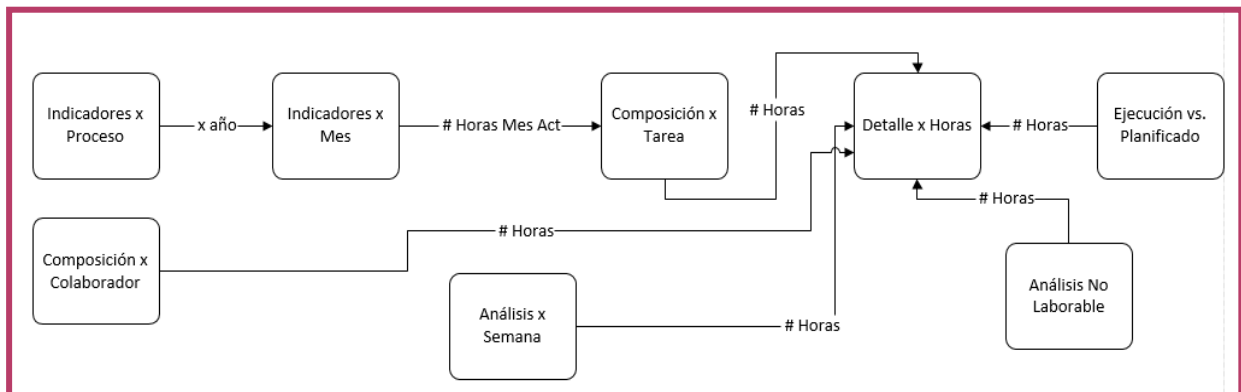 Indicadores x
Proceso
x año
Indicadores x
Mes
# Horas Mes Act
Composición x
Tarea
# Horas
Detalle x Horas
# Horas
Ejecución vs.
Planificado
# Horas
Composición x
Colaborador
# Horas
Análisis x
Semana
# Horas
Análisis No
Laborable